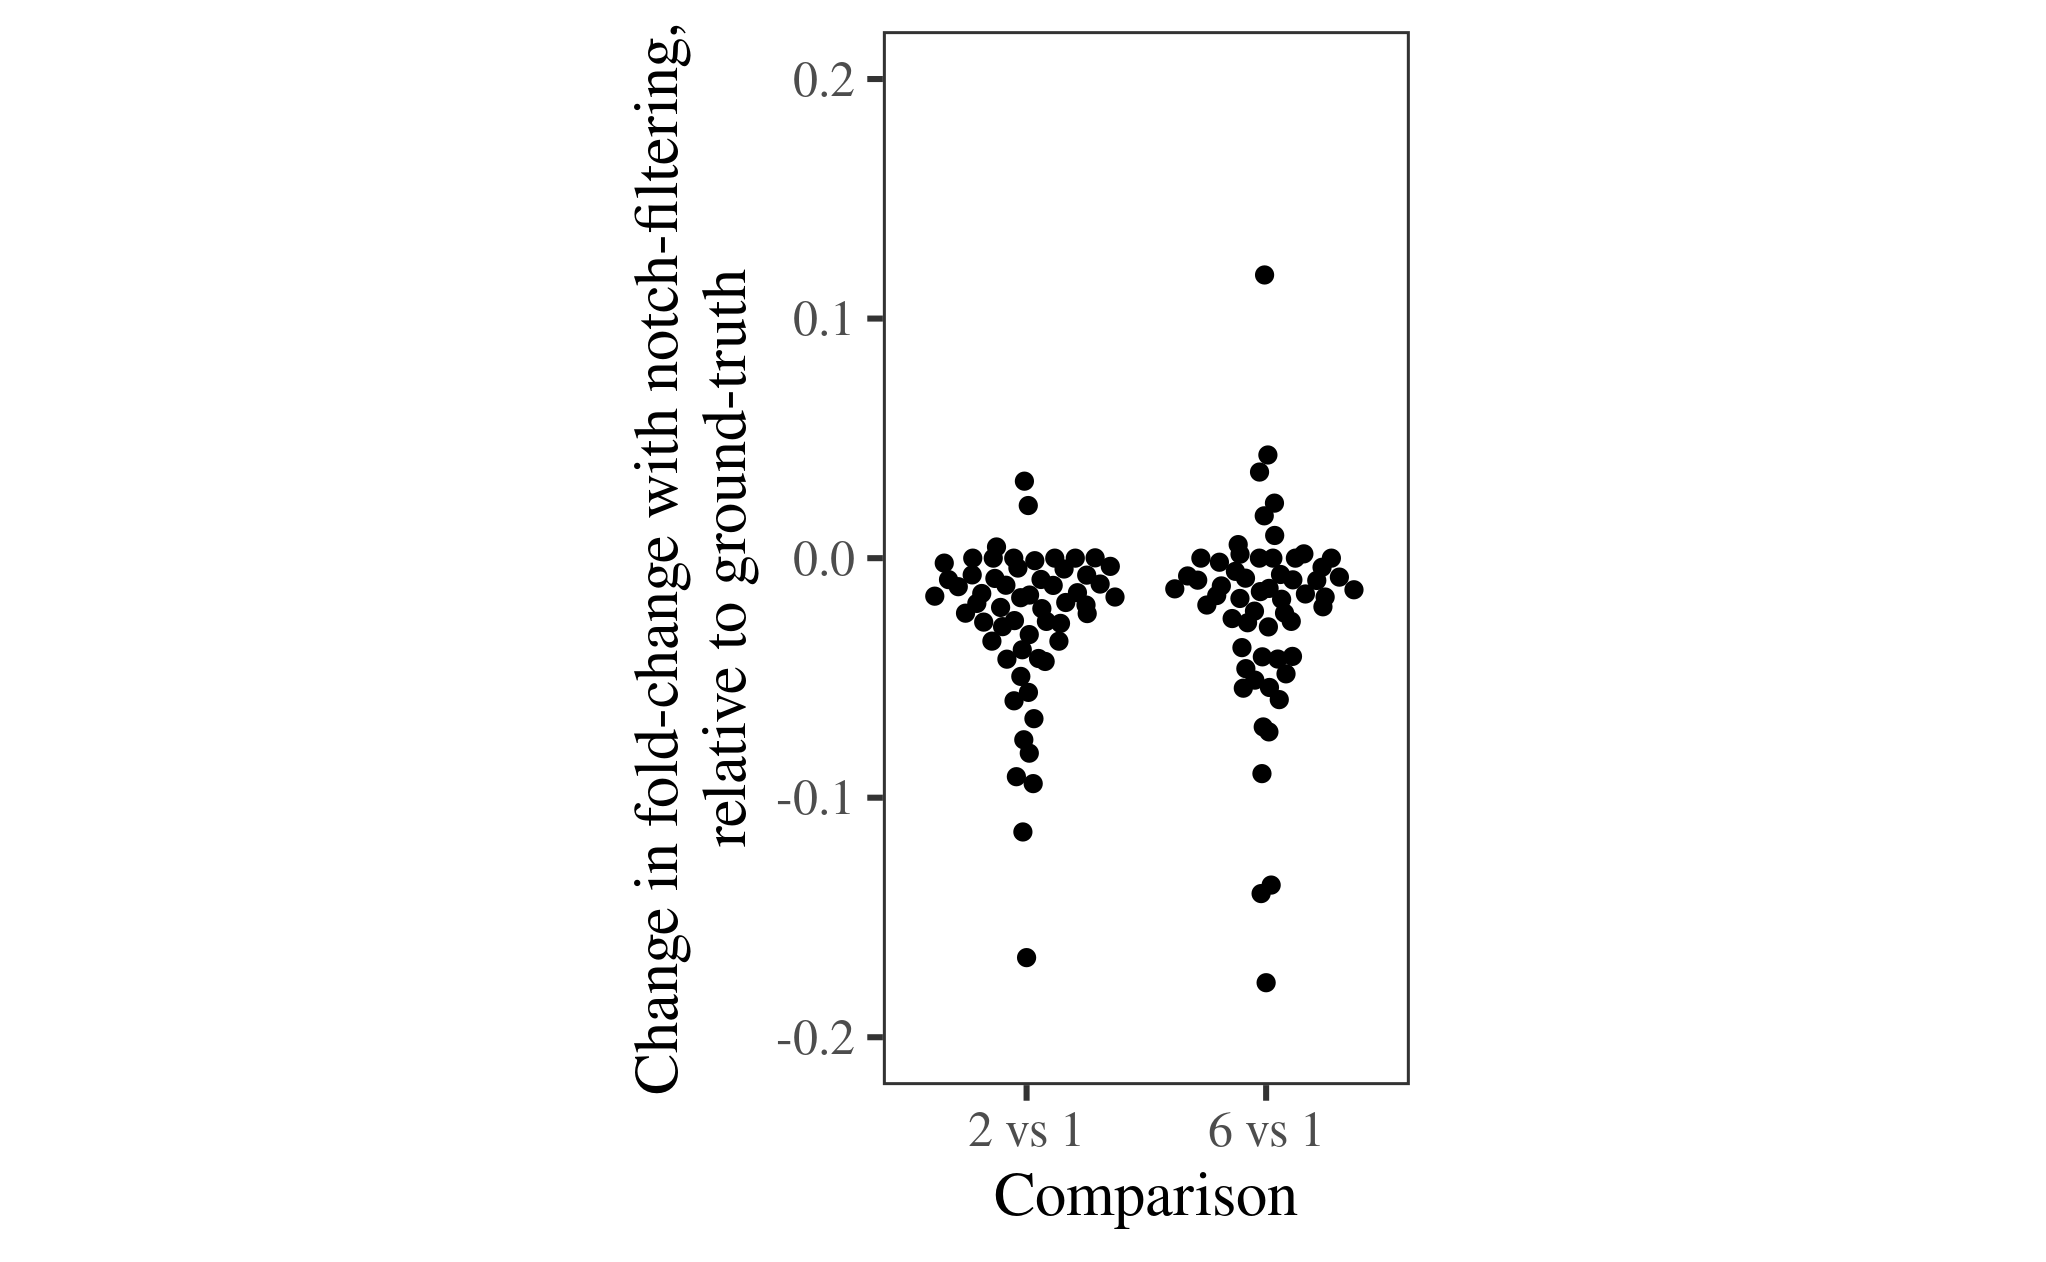 Change in fold-change with notch-filtering,
relative to ground-truth
0.2
0.1
0.0
-0.1
-0.2
2 vs 1
6 vs 1
Comparison